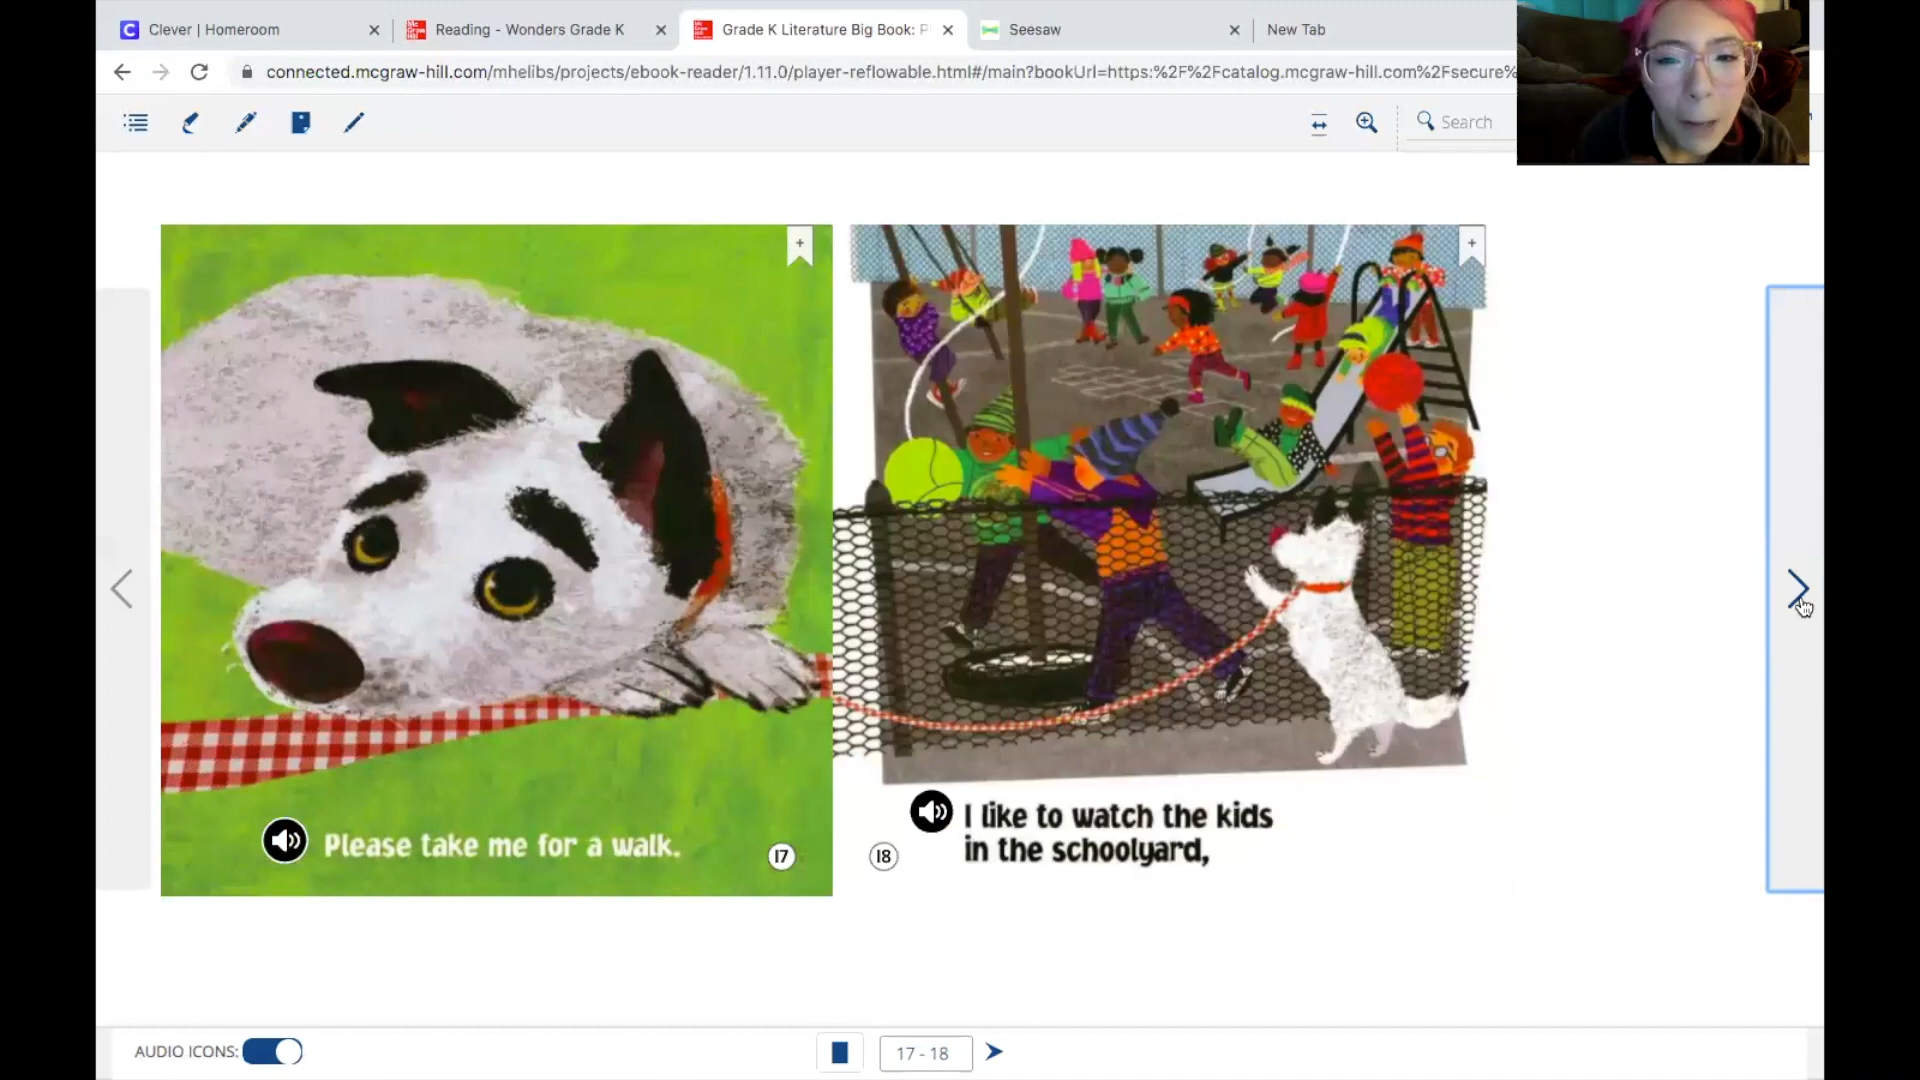 Clever | Homeroom
Reading - Wonders Grade K
Grade K Literature Big Book: P
Seesaw
New Tab
connected.mcgraw-hill.com/mhelibs/projects/ebook-reader/1.11.0/player-reflowable.html#/main?bookUrl=https:%2F%2Fcatalog.mcgraw-hill.com%2Fsecure%
Search
Please take me for a walk.
17
18
I like to watch the kids
in the schoolyard,
AUDIO ICONS:
17 - 18